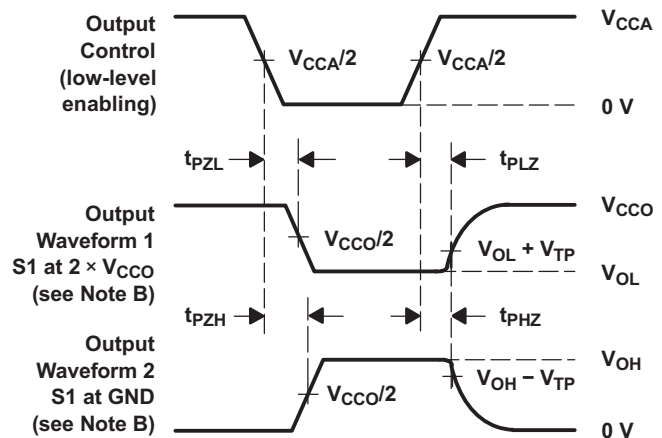 Output
Control
(low-level
enabling)
V_CCA/2
V_CCA/2
V_CCA
0 V
t_PZL
t_PLZ
Output
Waveform 1
S1 at 2 × V_CCO
(see Note B)
V_CCO/2
V_CCO
V_OL + V_TP
V_OL
t_PZH
t_PHZ
Output
Waveform 2
S1 at GND
(see Note B)
V_CCO/2
V_OH
V_OH − V_TP
0 V